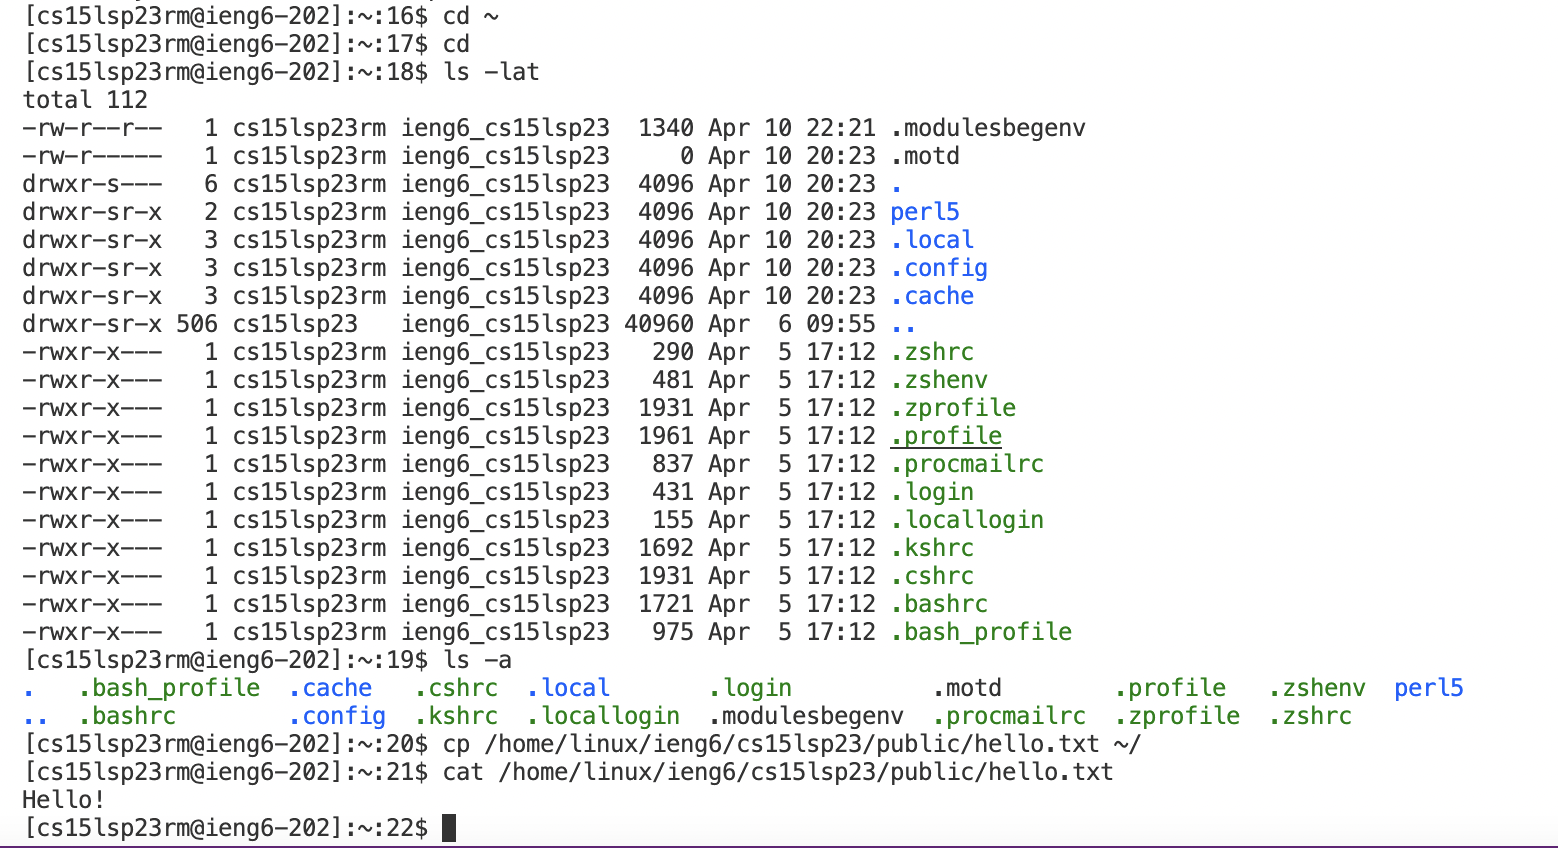 [cs15lsp23rm@ieng6-202]:~:16$ cd ~
[cs15lsp23rm@ieng6-202]:~:17$ cd
[cs15lsp23rm@ieng6-202]:~:18$ ls -lat
total 112
-rw-r--r--   1 cs15lsp23rm ieng6_cs15lsp23  1340 Apr 10 22:21 .modulesbegenv
-rw-r-----   1 cs15lsp23rm ieng6_cs15lsp23     0 Apr 10 20:23 .motd
drwxr-s---   6 cs15lsp23rm ieng6_cs15lsp23  4096 Apr 10 20:23 .
drwxr-sr-x   2 cs15lsp23rm ieng6_cs15lsp23  4096 Apr 10 20:23 perl5
drwxr-sr-x   3 cs15lsp23rm ieng6_cs15lsp23  4096 Apr 10 20:23 .local
drwxr-sr-x   3 cs15lsp23rm ieng6_cs15lsp23  4096 Apr 10 20:23 .config
drwxr-sr-x   3 cs15lsp23rm ieng6_cs15lsp23  4096 Apr 10 20:23 .cache
drwxr-sr-x 506 cs15lsp23   ieng6_cs15lsp23 40960 Apr  6 09:55 ..
-rwxr-x---   1 cs15lsp23rm ieng6_cs15lsp23   290 Apr  5 17:12 .zshrc
-rwxr-x---   1 cs15lsp23rm ieng6_cs15lsp23   481 Apr  5 17:12 .zshenv
-rwxr-x---   1 cs15lsp23rm ieng6_cs15lsp23  1931 Apr  5 17:12 .zprofile
-rwxr-x---   1 cs15lsp23rm ieng6_cs15lsp23  1961 Apr  5 17:12 .profile
-rwxr-x---   1 cs15lsp23rm ieng6_cs15lsp23   837 Apr  5 17:12 .procmailrc
-rwxr-x---   1 cs15lsp23rm ieng6_cs15lsp23   431 Apr  5 17:12 .login
-rwxr-x---   1 cs15lsp23rm ieng6_cs15lsp23   155 Apr  5 17:12 .locallogin
-rwxr-x---   1 cs15lsp23rm ieng6_cs15lsp23  1692 Apr  5 17:12 .kshrc
-rwxr-x---   1 cs15lsp23rm ieng6_cs15lsp23  1931 Apr  5 17:12 .cshrc
-rwxr-x---   1 cs15lsp23rm ieng6_cs15lsp23  1721 Apr  5 17:12 .bashrc
-rwxr-x---   1 cs15lsp23rm ieng6_cs15lsp23   975 Apr  5 17:12 .bash_profile
[cs15lsp23rm@ieng6-202]:~:19$ ls -a
.   .bash_profile  .cache   .cshrc  .local       .login          .motd        .profile   .zshenv  perl5
..  .bashrc        .config  .kshrc  .locallogin  .modulesbegenv  .procmailrc  .zprofile  .zshrc
[cs15lsp23rm@ieng6-202]:~:20$ cp /home/linux/ieng6/cs15lsp23/public/hello.txt ~/
[cs15lsp23rm@ieng6-202]:~:21$ cat /home/linux/ieng6/cs15lsp23/public/hello.txt
Hello!
[cs15lsp23rm@ieng6-202]:~:22$